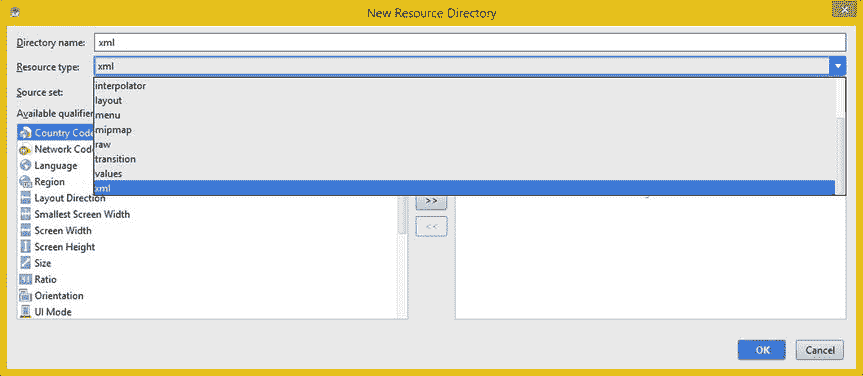 New Resource Directory
Directory name: xml
Resource type: xml
interpolator
layout
menu
mipmap
raw
transition
values
xml
Source set:
Available qualifier
Country Code
Network Code
Language
Region
Layout Direction
Smallest Screen Width
Screen Width
Screen Height
Size
Ratio
Orientation
UI Mode
>>
<<
OK
Cancel